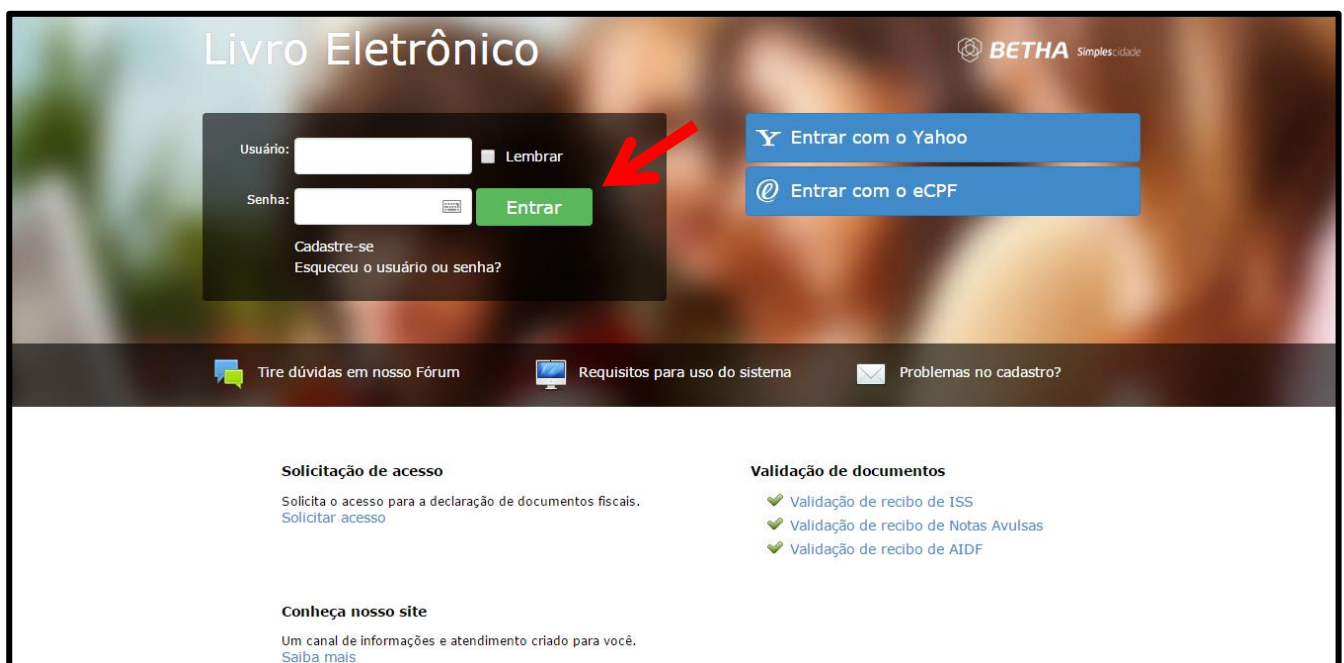 Livro Eletrônico
BETHA Simplescidade
Usuário:
Lembrar
Senha:
Entrar
Cadastre-se
Esqueceu o usuário ou senha?
Entrar com o Yahoo
Entrar com o eCPF
Tire dúvidas em nosso Fórum
Requisitos para uso do sistema
Problemas no cadastro?
Solicitação de acesso
Solicita o acesso para a declaração de documentos fiscais.
Solicitar acesso
Validação de documentos
Validação de recibo de ISS
Validação de recibo de Notas Avulsas
Validação de recibo de AIDF
Conheça nosso site
Um canal de informações e atendimento criado para você.
Saiba mais